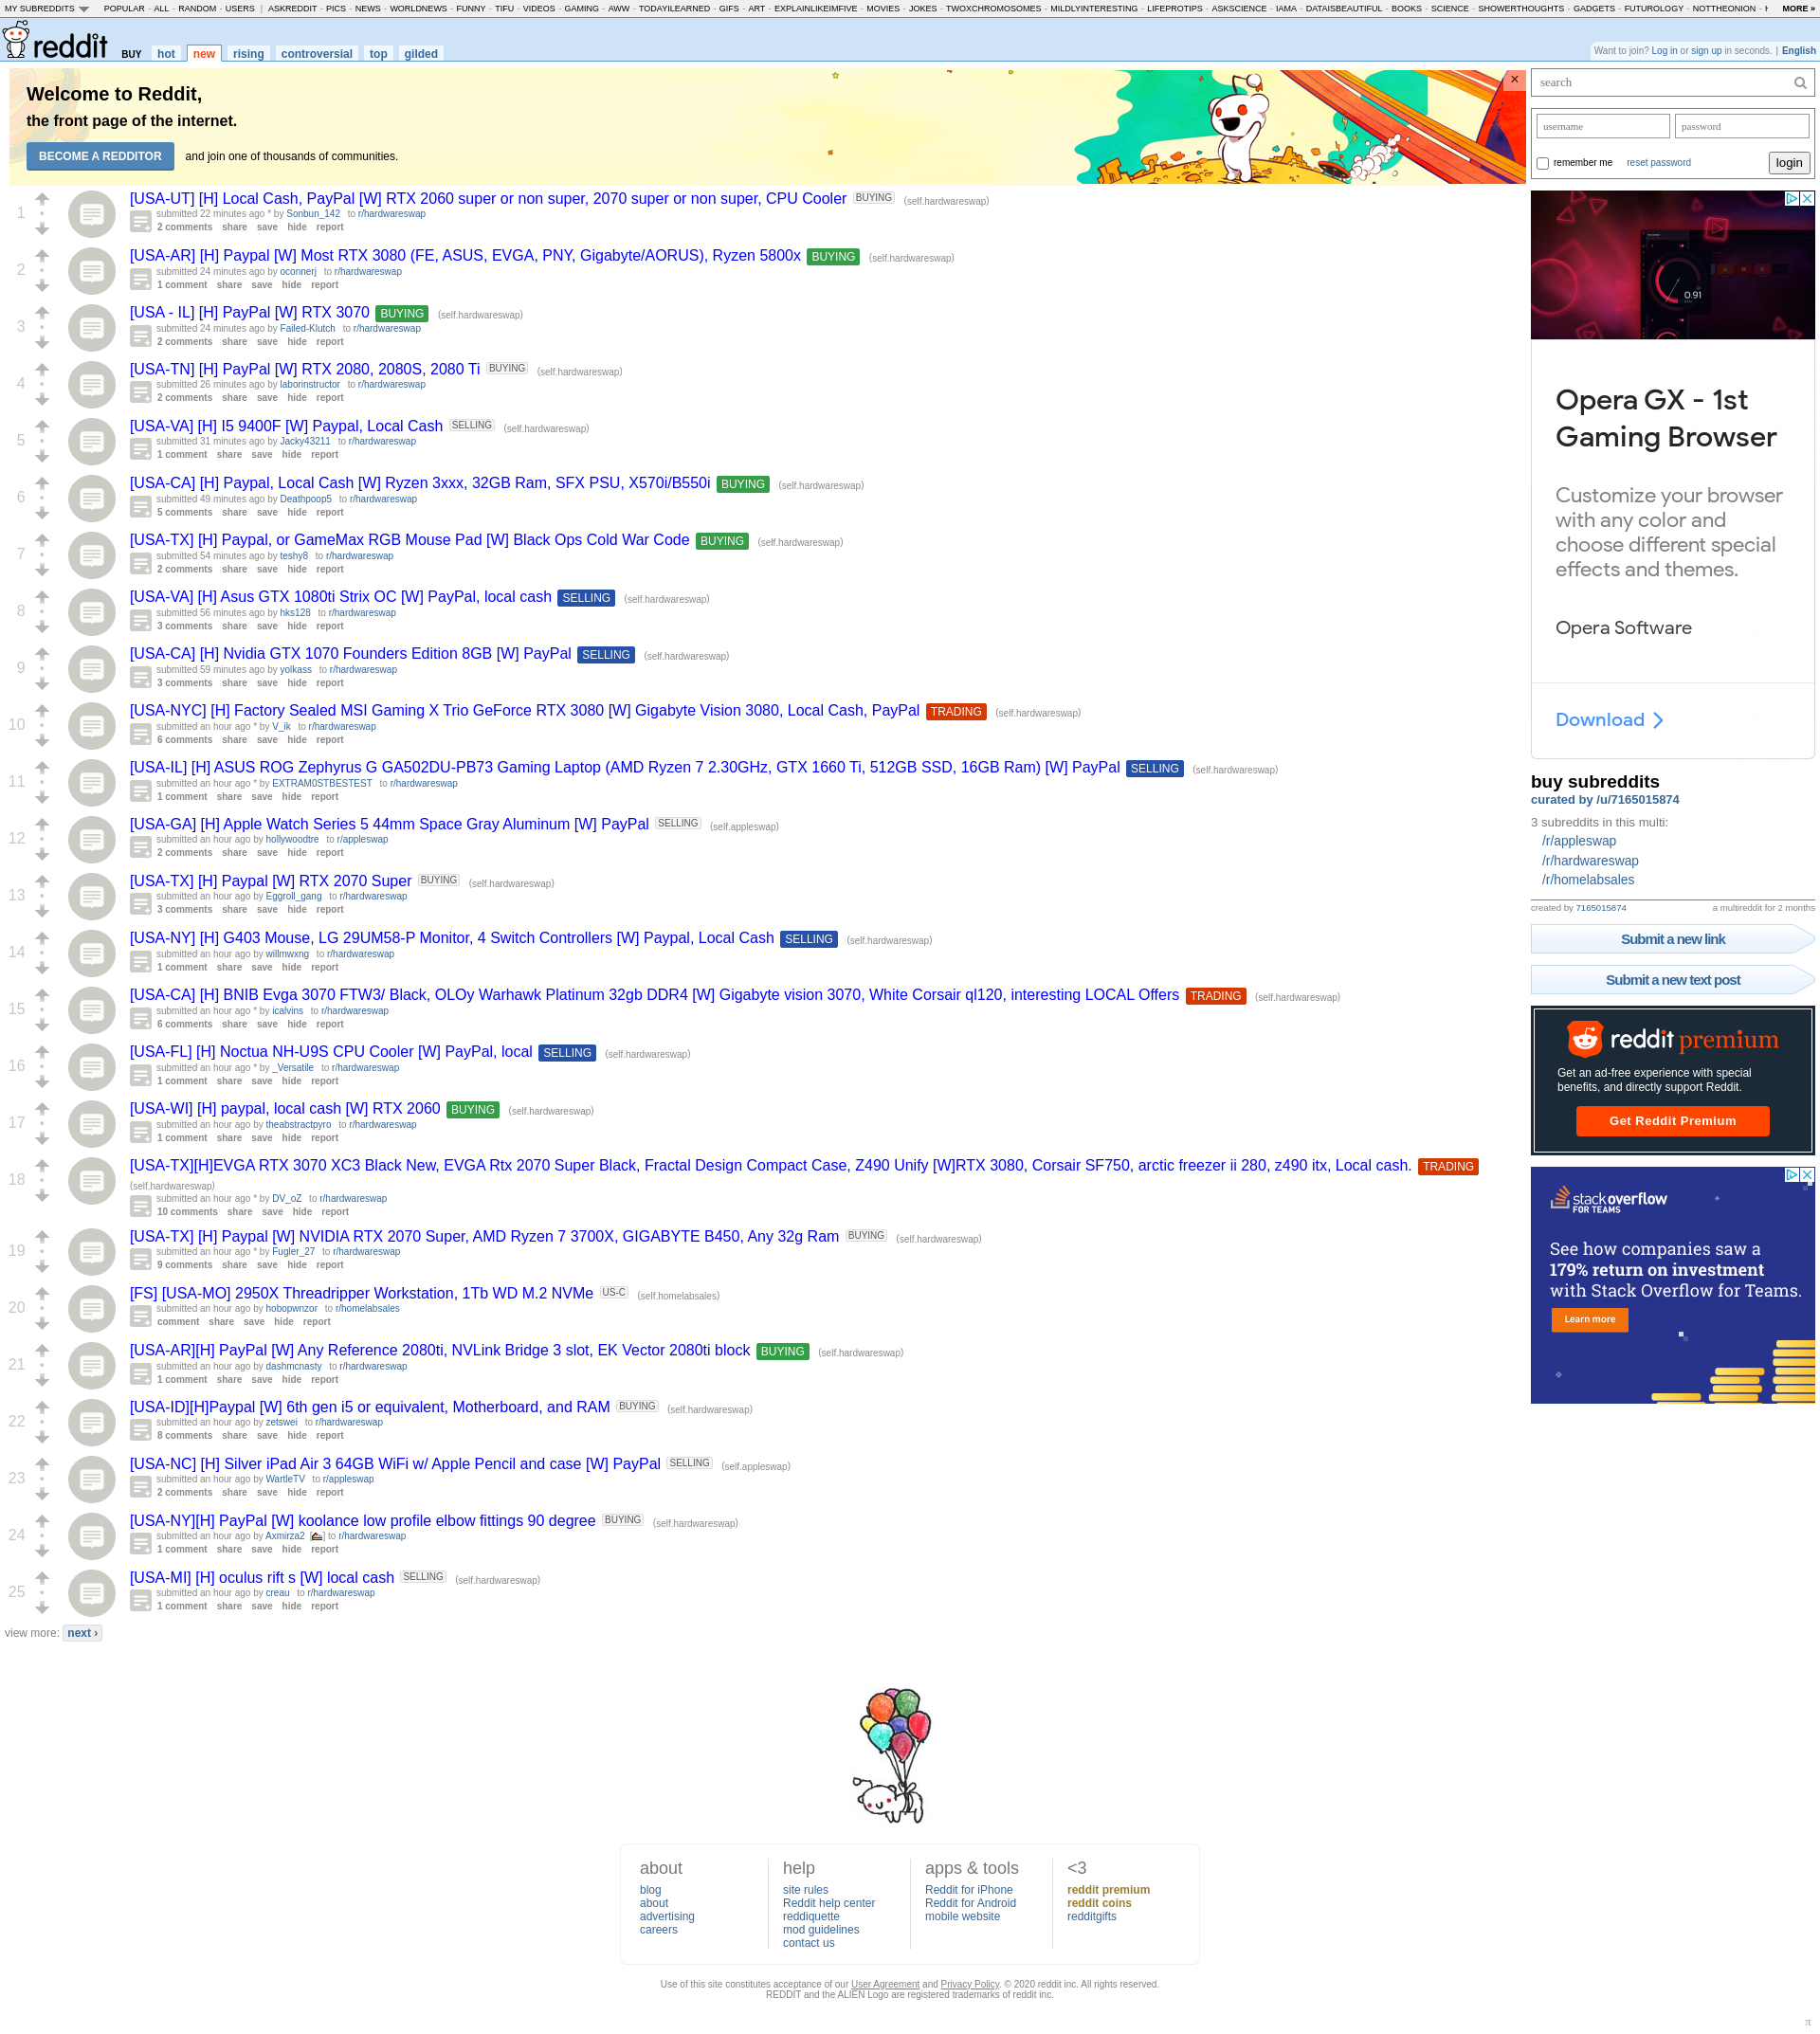 MY SUBREDDITS POPULAR - ALL - RANDOM - USERS | ASKREDDIT - PICS - NEWS - WORLDNEWS - FUNNY - TIFU - VIDEOS - GAMING - AWW - TODAYILEARNED - GIFS - ART - EXPLAINLIKEIMFIVE - MOVIES - JOKES - TWOXCHROMOSOMES - MILDLYINTERESTING - LIFEPROTIPS - ASKSCIENCE - IAMA - DATAISBEAUTIFUL - BOOKS - SCIENCE - SHOWERTHOUGHTS - GADGETS - FUTUROLOGY - NOTTHEONION - MORE »
reddit BUY hot new rising controversial top gilded
Want to join? Log in or sign up in seconds. | English
Welcome to Reddit,
the front page of the internet.
BECOME A REDDITOR and join one of thousands of communities.
×
1
[USA-UT] [H] Local Cash, PayPal [W] RTX 2060 super or non super, 2070 super or non super, CPU Cooler BUYING (self.hardwareswap)
submitted 22 minutes ago * by Sonbun_142 to r/hardwareswap
2 comments share save hide report
2
[USA-AR] [H] Paypal [W] Most RTX 3080 (FE, ASUS, EVGA, PNY, Gigabyte/AORUS), Ryzen 5800x BUYING (self.hardwareswap)
submitted 24 minutes ago by oconnerj to r/hardwareswap
1 comment share save hide report
3
[USA - IL] [H] PayPal [W] RTX 3070 BUYING (self.hardwareswap)
submitted 24 minutes ago by Failed-Klutch to r/hardwareswap
2 comments share save hide report
4
[USA-TN] [H] PayPal [W] RTX 2080, 2080S, 2080 Ti BUYING (self.hardwareswap)
submitted 26 minutes ago by laborinstructor to r/hardwareswap
2 comments share save hide report
5
[USA-VA] [H] I5 9400F [W] Paypal, Local Cash SELLING (self.hardwareswap)
submitted 31 minutes ago by Jacky43211 to r/hardwareswap
1 comment share save hide report
6
[USA-CA] [H] Paypal, Local Cash [W] Ryzen 3xxx, 32GB Ram, SFX PSU, X570i/B550i BUYING (self.hardwareswap)
submitted 49 minutes ago by Deathpoop5 to r/hardwareswap
5 comments share save hide report
7
[USA-TX] [H] Paypal, or GameMax RGB Mouse Pad [W] Black Ops Cold War Code BUYING (self.hardwareswap)
submitted 54 minutes ago by teshy8 to r/hardwareswap
2 comments share save hide report
8
[USA-VA] [H] Asus GTX 1080ti Strix OC [W] PayPal, local cash SELLING (self.hardwareswap)
submitted 56 minutes ago by hks128 to r/hardwareswap
3 comments share save hide report
9
[USA-CA] [H] Nvidia GTX 1070 Founders Edition 8GB [W] PayPal SELLING (self.hardwareswap)
submitted 59 minutes ago by yolkass to r/hardwareswap
3 comments share save hide report
10
[USA-NYC] [H] Factory Sealed MSI Gaming X Trio GeForce RTX 3080 [W] Gigabyte Vision 3080, Local Cash, PayPal TRADING (self.hardwareswap)
submitted an hour ago * by V_ik to r/hardwareswap
6 comments share save hide report
11
[USA-IL] [H] ASUS ROG Zephyrus G GA502DU-PB73 Gaming Laptop (AMD Ryzen 7 2.30GHz, GTX 1660 Ti, 512GB SSD, 16GB Ram) [W] PayPal SELLING (self.hardwareswap)
submitted an hour ago * by EXTRAM0STBESTEST to r/hardwareswap
1 comment share save hide report
12
[USA-GA] [H] Apple Watch Series 5 44mm Space Gray Aluminum [W] PayPal SELLING (self.appleswap)
submitted an hour ago by hollywoodtre to r/appleswap
2 comments share save hide report
13
[USA-TX] [H] Paypal [W] RTX 2070 Super BUYING (self.hardwareswap)
submitted an hour ago by Eggroll_gang to r/hardwareswap
3 comments share save hide report
14
[USA-NY] [H] G403 Mouse, LG 29UM58-P Monitor, 4 Switch Controllers [W] Paypal, Local Cash SELLING (self.hardwareswap)
submitted an hour ago by willmwxng to r/hardwareswap
1 comment share save hide report
15
[USA-CA] [H] BNIB Evga 3070 FTW3/ Black, OLOy Warhawk Platinum 32gb DDR4 [W] Gigabyte vision 3070, White Corsair ql120, interesting LOCAL Offers TRADING (self.hardwareswap)
submitted an hour ago * by icalvins to r/hardwareswap
6 comments share save hide report
16
[USA-FL] [H] Noctua NH-U9S CPU Cooler [W] PayPal, local SELLING (self.hardwareswap)
submitted an hour ago * by _Versatile to r/hardwareswap
1 comment share save hide report
17
[USA-WI] [H] paypal, local cash [W] RTX 2060 BUYING (self.hardwareswap)
submitted an hour ago by theabstractpyro to r/hardwareswap
1 comment share save hide report
18
[USA-TX][H]EVGA RTX 3070 XC3 Black New, EVGA Rtx 2070 Super Black, Fractal Design Compact Case, Z490 Unify [W]RTX 3080, Corsair SF750, arctic freezer ii 280, z490 itx, Local cash. TRADING
(self.hardwareswap)
submitted an hour ago * by DV_oZ to r/hardwareswap
10 comments share save hide report
19
[USA-TX] [H] Paypal [W] NVIDIA RTX 2070 Super, AMD Ryzen 7 3700X, GIGABYTE B450, Any 32g Ram BUYING (self.hardwareswap)
submitted an hour ago * by Fugler_27 to r/hardwareswap
9 comments share save hide report
20
[FS] [USA-MO] 2950X Threadripper Workstation, 1Tb WD M.2 NVMe US-C (self.homelabsales)
submitted an hour ago by hobopwnzor to r/homelabsales
comment share save hide report
21
[USA-AR][H] PayPal [W] Any Reference 2080ti, NVLink Bridge 3 slot, EK Vector 2080ti block BUYING (self.hardwareswap)
submitted an hour ago by dashmcnasty to r/hardwareswap
1 comment share save hide report
22
[USA-ID][H]Paypal [W] 6th gen i5 or equivalent, Motherboard, and RAM BUYING (self.hardwareswap)
submitted an hour ago by zetswei to r/hardwareswap
8 comments share save hide report
23
[USA-NC] [H] Silver iPad Air 3 64GB WiFi w/ Apple Pencil and case [W] PayPal SELLING (self.appleswap)
submitted an hour ago by WartleTV to r/appleswap
2 comments share save hide report
24
[USA-NY][H] PayPal [W] koolance low profile elbow fittings 90 degree BUYING (self.hardwareswap)
submitted an hour ago by Axmirza2 [] to r/hardwareswap
1 comment share save hide report
25
[USA-MI] [H] oculus rift s [W] local cash SELLING (self.hardwareswap)
submitted an hour ago by creau to r/hardwareswap
1 comment share save hide report
view more: next ›
search
username password
remember me reset password login
0.91
Opera GX - 1st
Gaming Browser
Customize your browser
with any color and
choose different special
effects and themes.
Opera Software
Download
buy subreddits
curated by /u/7165015874
3 subreddits in this multi:
/r/appleswap
/r/hardwareswap
/r/homelabsales
created by 7165015874 a multireddit for 2 months
Submit a new link
Submit a new text post
reddit premium
Get an ad-free experience with special
benefits, and directly support Reddit.
Get Reddit Premium
stackoverflow
FOR TEAMS
See how companies saw a
179% return on investment
with Stack Overflow for Teams.
Learn more
about
blog
about
advertising
careers
help
site rules
Reddit help center
reddiquette
mod guidelines
contact us
apps & tools
Reddit for iPhone
Reddit for Android
mobile website
<3
reddit premium
reddit coins
redditgifts
Use of this site constitutes acceptance of our User Agreement and Privacy Policy. © 2020 reddit inc. All rights reserved.
REDDIT and the ALIEN Logo are registered trademarks of reddit inc.
π